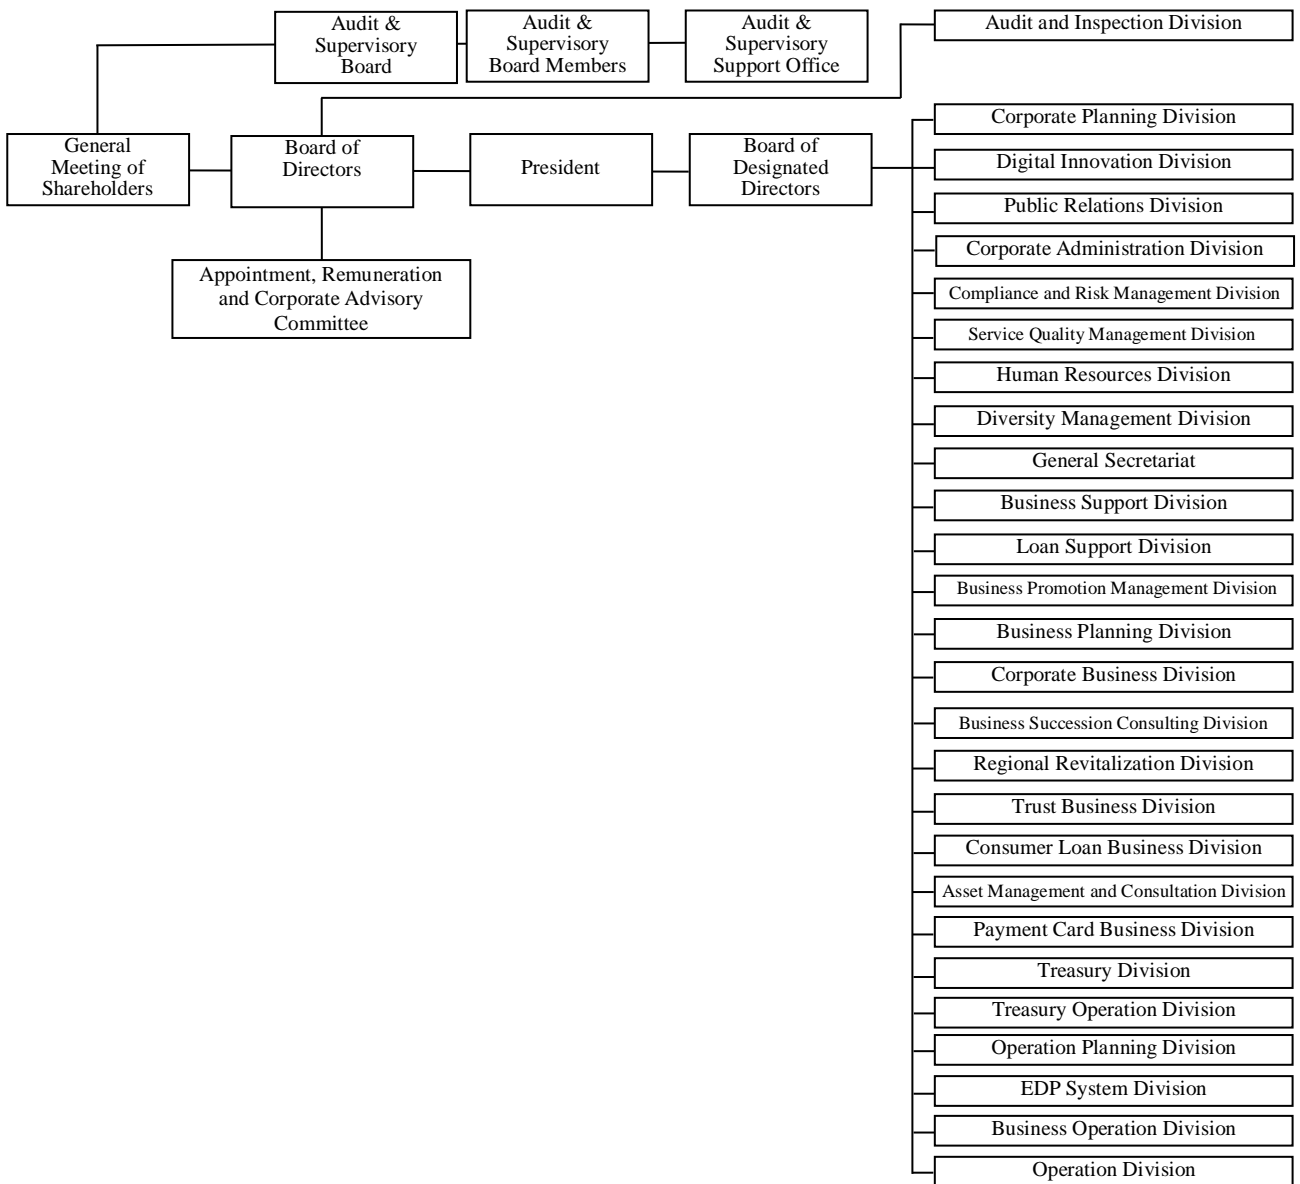 Audit &
Supervisory
Board
Audit &
Supervisory
Board Members
Audit &
Supervisory
Support Office
Audit and Inspection Division
General
Meeting of
Shareholders
Board of
Directors
President
Board of
Designated
Directors
Appointment, Remuneration
and Corporate Advisory
Committee
Corporate Planning Division
Digital Innovation Division
Public Relations Division
Corporate Administration Division
Compliance and Risk Management Division
Service Quality Management Division
Human Resources Division
Diversity Management Division
General Secretariat
Business Support Division
Loan Support Division
Business Promotion Management Division
Business Planning Division
Corporate Business Division
Business Succession Consulting Division
Regional Revitalization Division
Trust Business Division
Consumer Loan Business Division
Asset Management and Consultation Division
Payment Card Business Division
Treasury Division
Treasury Operation Division
Operation Planning Division
EDP System Division
Business Operation Division
Operation Division